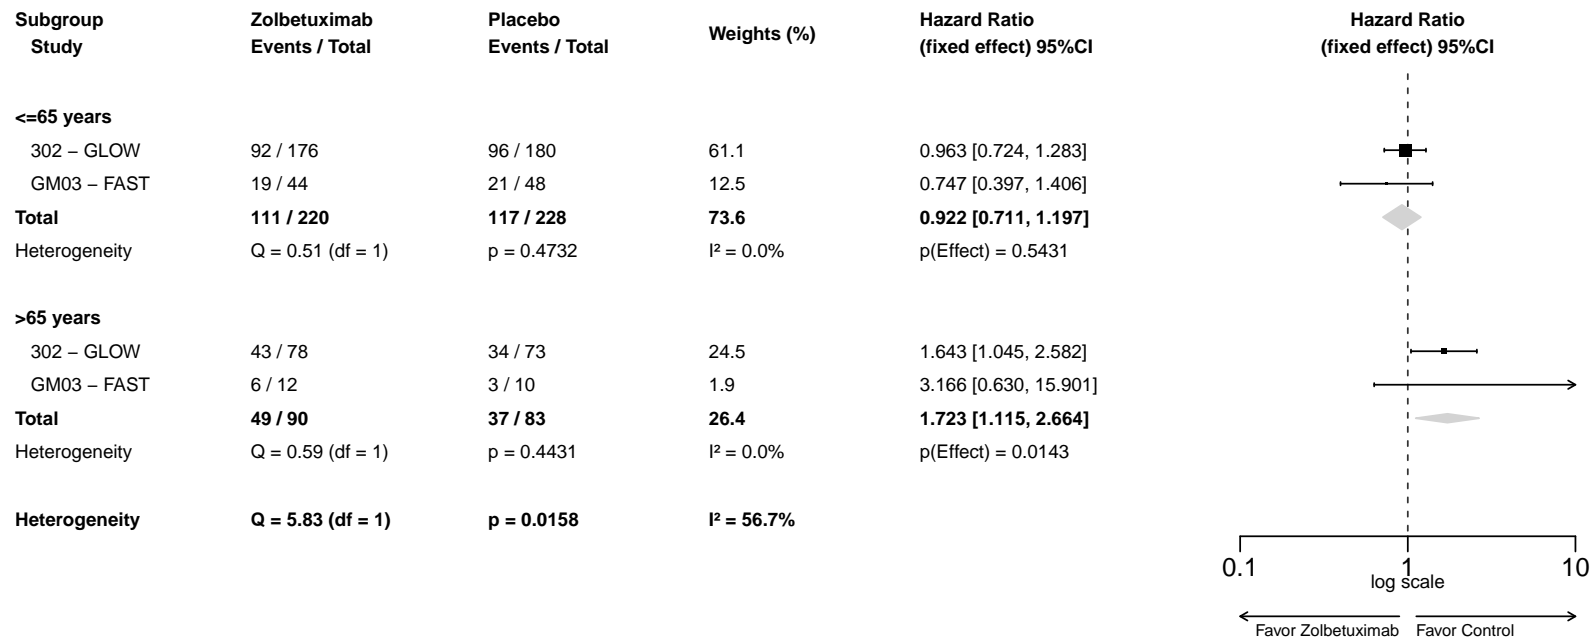 Subgroup Zolbetuximab Placebo Weights (%) Hazard Ratio Hazard Ratio
Study Events / Total Events / Total (fixed effect) 95%CI (fixed effect) 95%CI
<=65 years
302 – GLOW 92 / 176 96 / 180 61.1 0.963 [0.724, 1.283]
GM03 – FAST 19 / 44 21 / 48 12.5 0.747 [0.397, 1.406]
Total 111 / 220 117 / 228 73.6 0.922 [0.711, 1.197]
Heterogeneity Q = 0.51 (df = 1) p = 0.4732 I² = 0.0% p(Effect) = 0.5431
>65 years
302 – GLOW 43 / 78 34 / 73 24.5 1.643 [1.045, 2.582]
GM03 – FAST 6 / 12 3 / 10 1.9 3.166 [0.630, 15.901]
Total 49 / 90 37 / 83 26.4 1.723 [1.115, 2.664]
Heterogeneity Q = 0.59 (df = 1) p = 0.4431 I² = 0.0% p(Effect) = 0.0143
Heterogeneity Q = 5.83 (df = 1) p = 0.0158 I² = 56.7%
0.1 1 10
log scale
Favor Zolbetuximab Favor Control